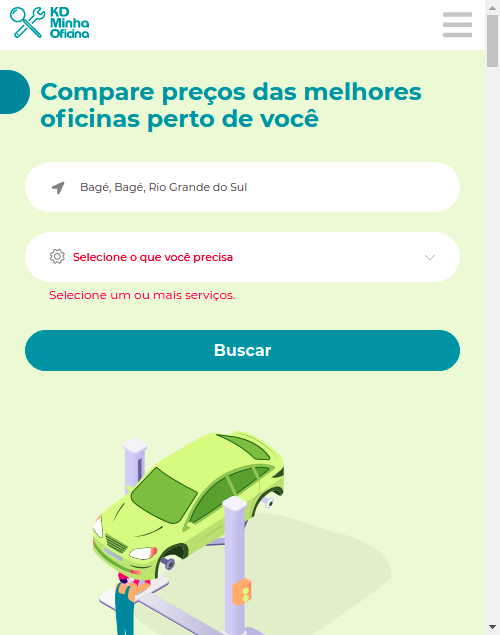 KD
Minha
Oficina
Compare preços das melhores
oficinas perto de você
Bagé, Bagé, Rio Grande do Sul
Selecione o que você precisa
Selecione um ou mais serviços.
Buscar